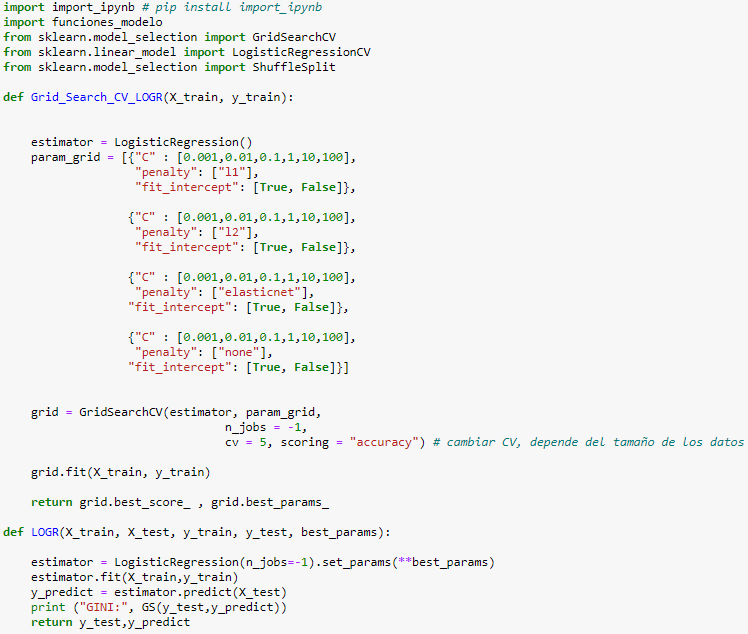 import import_ipynb # pip install import_ipynb
import funciones_modelo
from sklearn.model_selection import GridSearchCV
from sklearn.linear_model import LogisticRegressionCV
from sklearn.model_selection import ShuffleSplit

def Grid_Search_CV_LOGR(X_train, y_train):

    estimator = LogisticRegression()
    param_grid = [{"C" : [0.001,0.01,0.1,1,10,100],
                   "penalty": ["l1"],
                   "fit_intercept": [True, False]},

                  {"C" : [0.001,0.01,0.1,1,10,100],
                   "penalty": ["l2"],
                   "fit_intercept": [True, False]},

                  {"C" : [0.001,0.01,0.1,1,10,100],
                   "penalty": ["elasticnet"],
                  "fit_intercept": [True, False]},

                  {"C" : [0.001,0.01,0.1,1,10,100],
                   "penalty": ["none"],
                  "fit_intercept": [True, False]}]

    grid = GridSearchCV(estimator, param_grid,
                                n_jobs = -1,
                                cv = 5, scoring = "accuracy") # cambiar CV, depende del tamaño de los datos

    grid.fit(X_train, y_train)

    return grid.best_score_ , grid.best_params_

def LOGR(X_train, X_test, y_train, y_test, best_params):

    estimator = LogisticRegression(n_jobs=-1).set_params(**best_params)
    estimator.fit(X_train,y_train)
    y_predict = estimator.predict(X_test)
    print ("GINI:", GS(y_test,y_predict))
    return y_test,y_predict